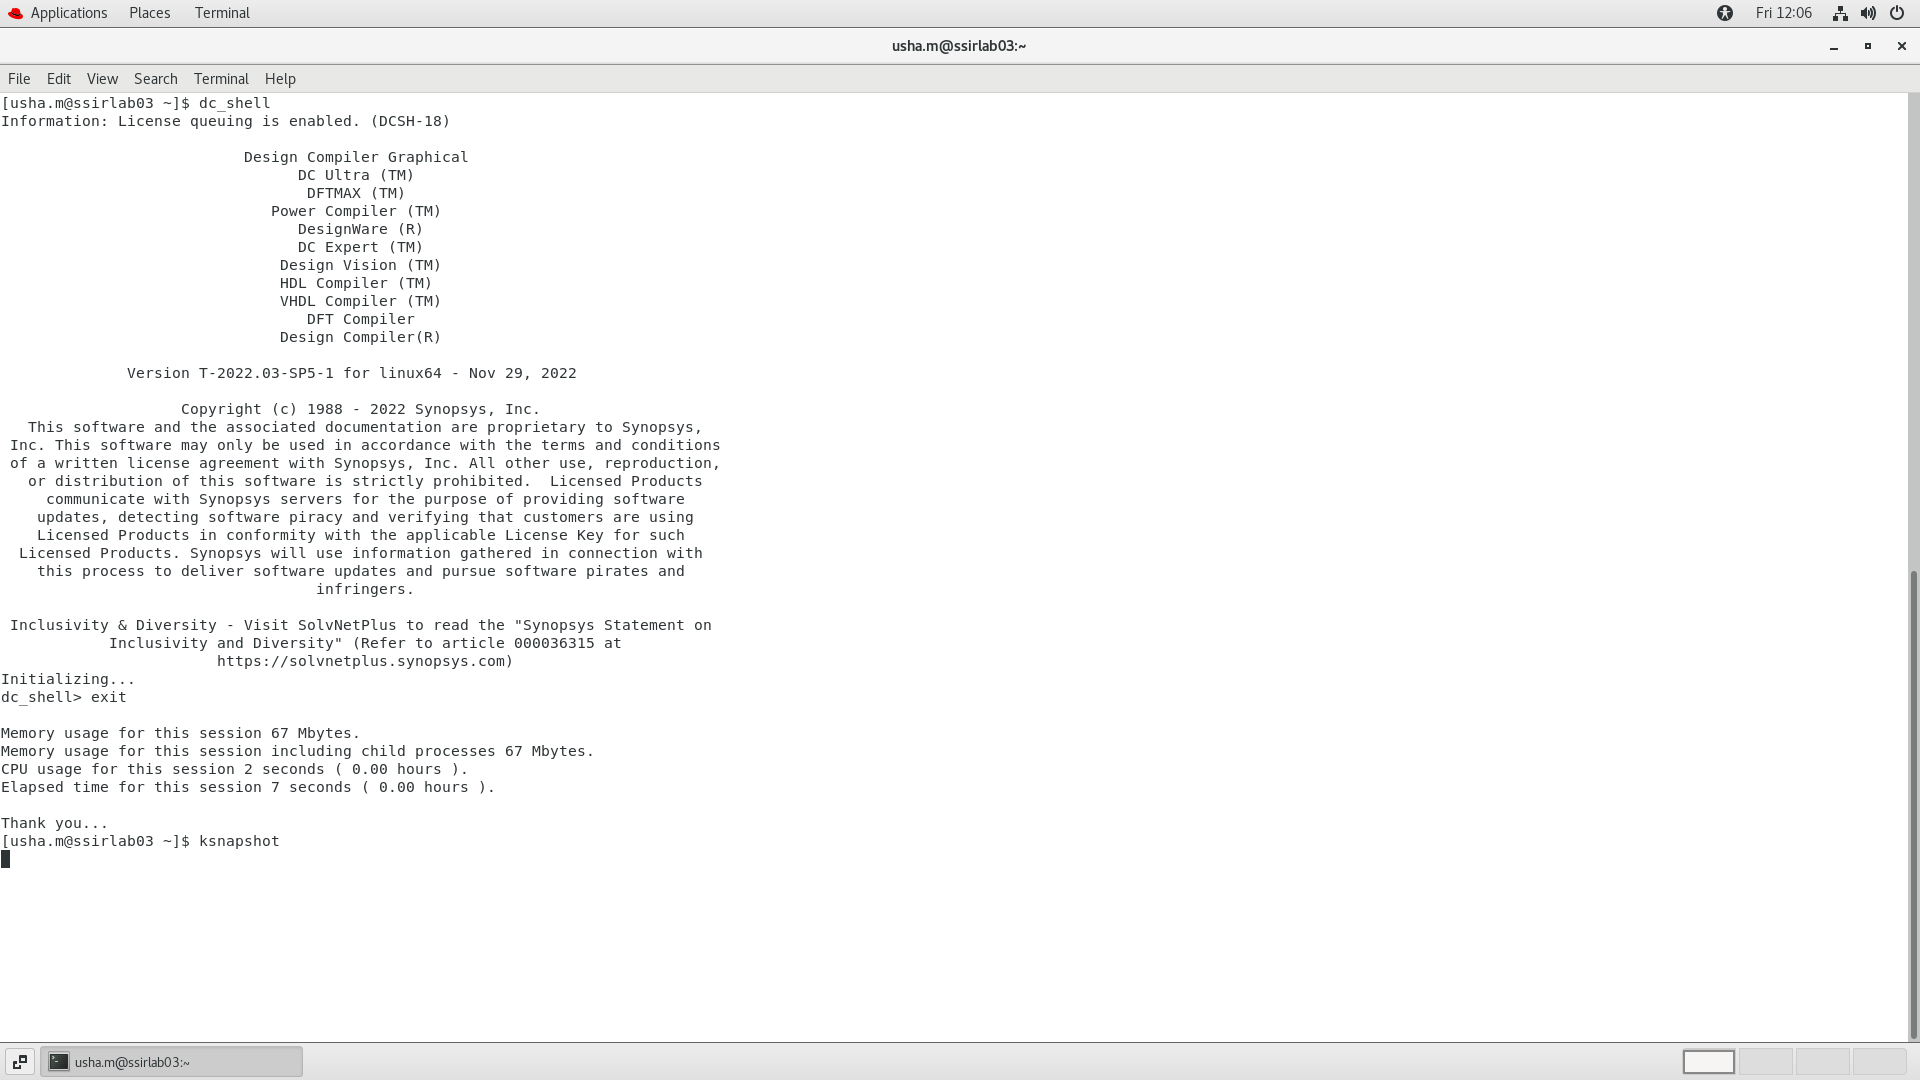 Applications Places Terminal Fri 12:06
usha.m@ssirlab03:~
File Edit View Search Terminal Help
[usha.m@ssirlab03 ~]$ dc_shell
Information: License queuing is enabled. (DCSH-18)
Design Compiler Graphical
DC Ultra (TM)
DFTMAX (TM)
Power Compiler (TM)
DesignWare (R)
DC Expert (TM)
Design Vision (TM)
HDL Compiler (TM)
VHDL Compiler (TM)
DFT Compiler
Design Compiler(R)
Version T-2022.03-SP5-1 for linux64 - Nov 29, 2022
Copyright (c) 1988 - 2022 Synopsys, Inc.
This software and the associated documentation are proprietary to Synopsys,
Inc. This software may only be used in accordance with the terms and conditions
of a written license agreement with Synopsys, Inc. All other use, reproduction,
or distribution of this software is strictly prohibited.  Licensed Products
communicate with Synopsys servers for the purpose of providing software
updates, detecting software piracy and verifying that customers are using
Licensed Products in conformity with the applicable License Key for such
Licensed Products. Synopsys will use information gathered in connection with
this process to deliver software updates and pursue software pirates and
infringers.
Inclusivity & Diversity - Visit SolvNetPlus to read the "Synopsys Statement on
Inclusivity and Diversity" (Refer to article 000036315 at
https://solvnetplus.synopsys.com)
Initializing...
dc_shell> exit
Memory usage for this session 67 Mbytes.
Memory usage for this session including child processes 67 Mbytes.
CPU usage for this session 2 seconds ( 0.00 hours ).
Elapsed time for this session 7 seconds ( 0.00 hours ).
Thank you...
[usha.m@ssirlab03 ~]$ ksnapshot
usha.m@ssirlab03:~